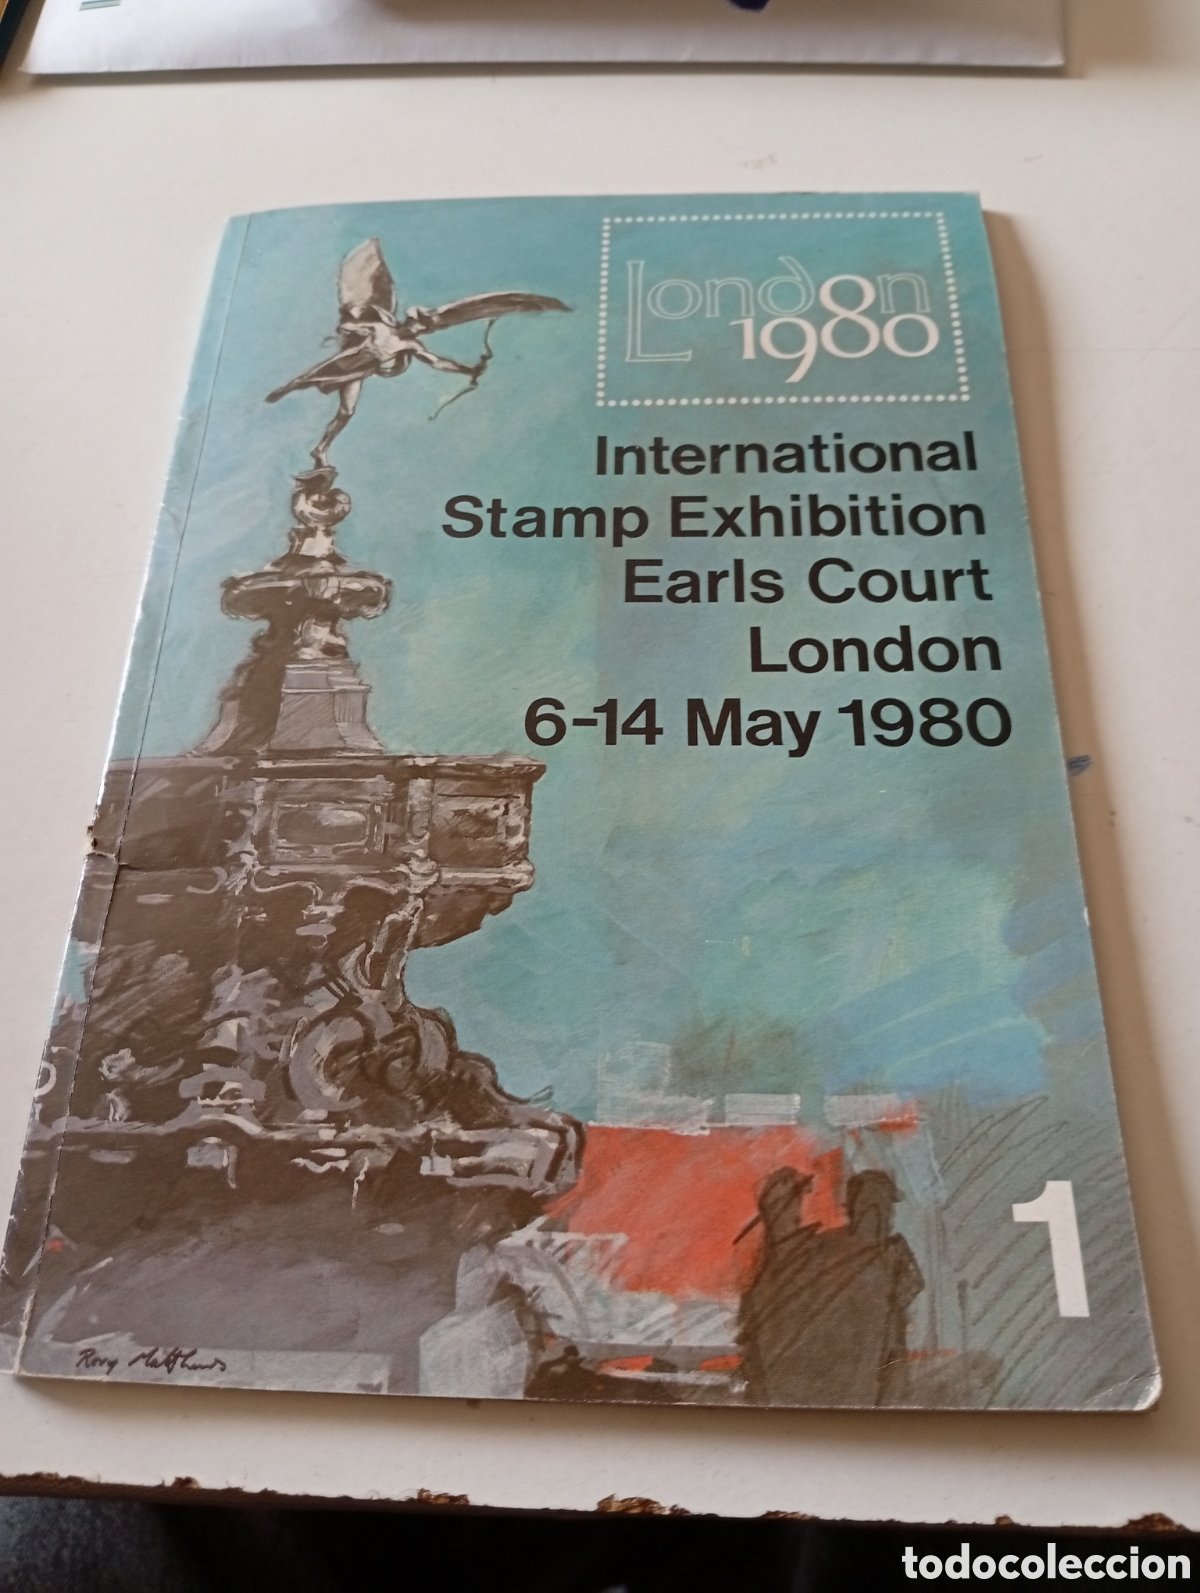 London
1980
International
Stamp Exhibition
Earls Court
London
6-14 May 1980
1
Rory Matthews
todocoleccion